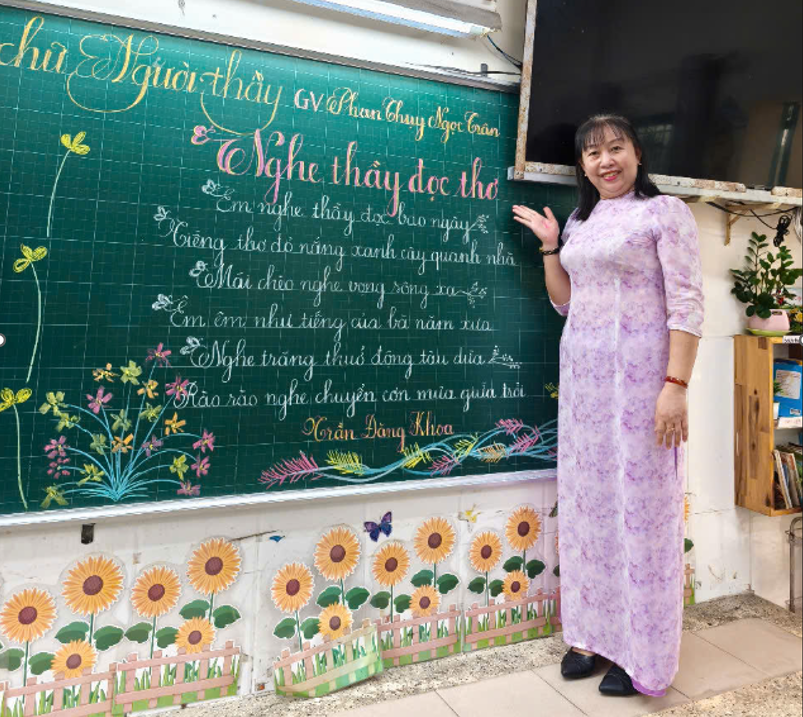 chữ Người thầy
GV. Phan Thụy Ngọc Trân
Nghe thầy đọc thơ
Em nghe thầy đọc bao ngày
Tiếng thơ đỏ nắng xanh cây quanh nhà
Mái chèo nghe vọng sông xa
Êm êm như tiếng của bà năm xưa
Nghe trăng thuở động tàu dừa
Rào rào nghe chuyển cơn mưa giữa trời
Trần Đăng Khoa